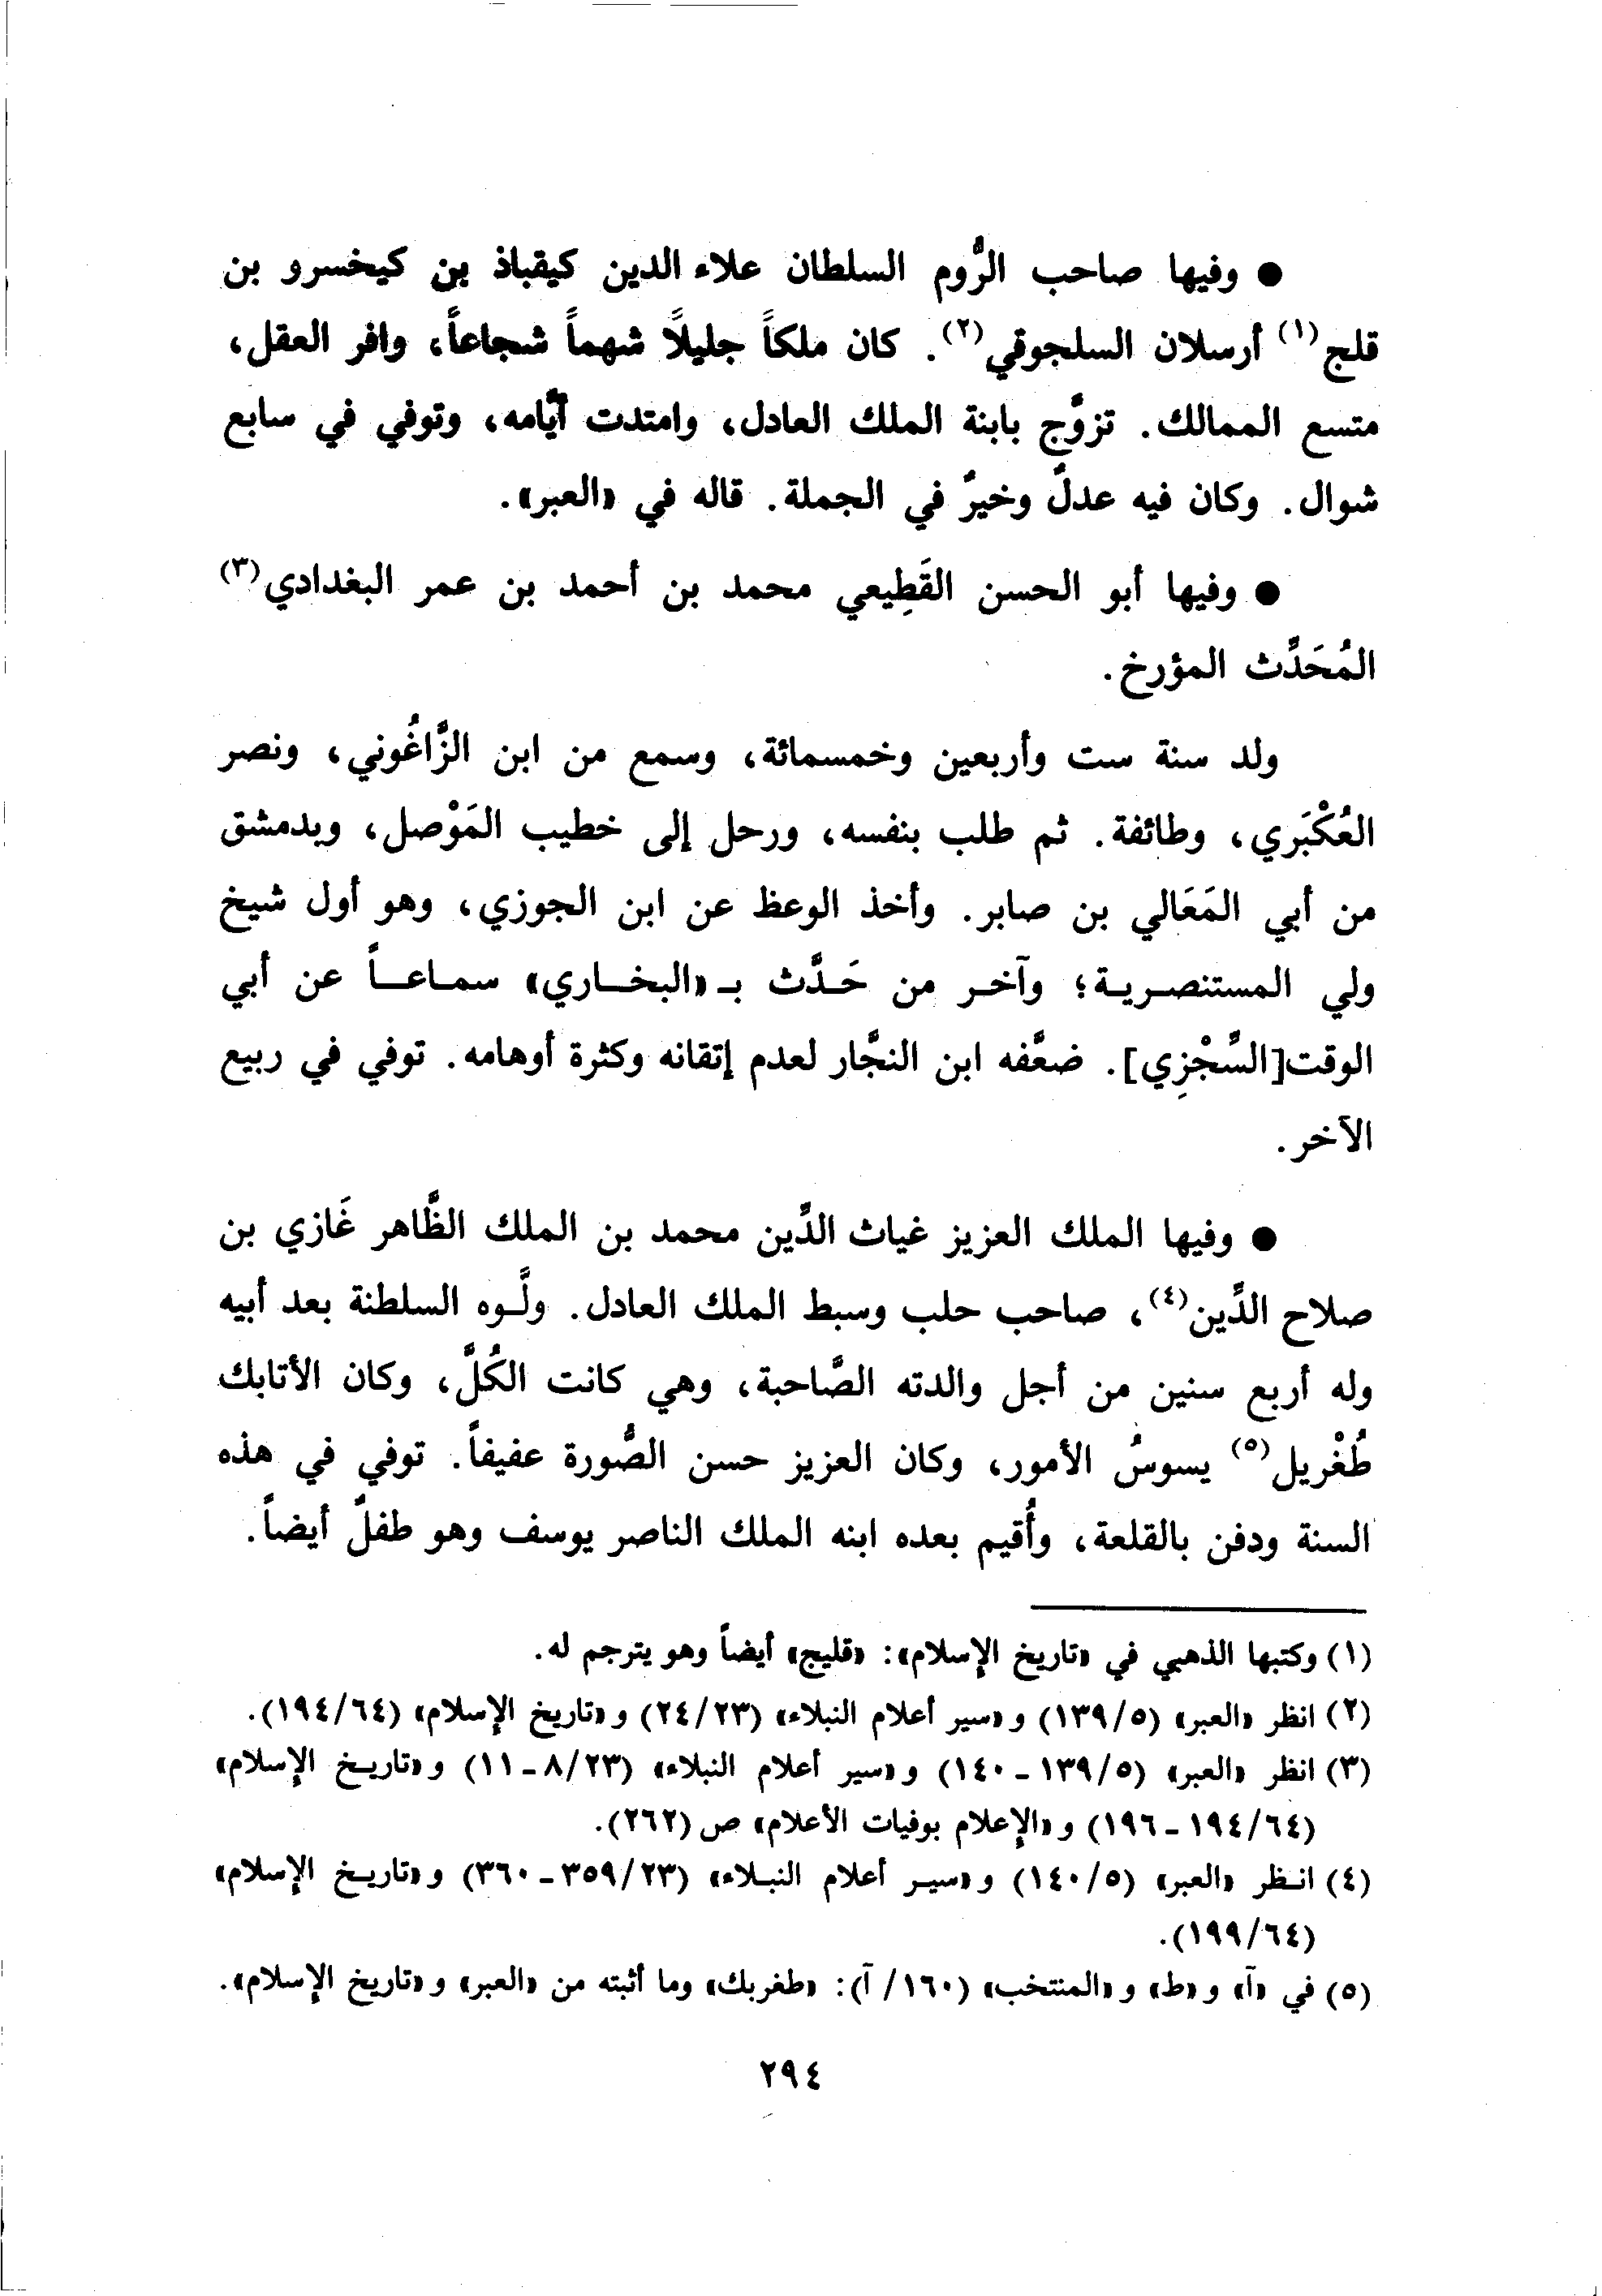 ● وفيها صاحب الرُّوم السلطان علاء الدين كيقباذ بن كيخسرو بن
قلج(١) أرسلان السلجوقي(٢). كان ملكاً جليلاً شهماً شجاعاً، وافر العقل،
متسع الممالك. تزوَّج بابنة الملك العادل، وامتدت أيَّامه، وتوفي في سابع
شوال. وكان فيه عدلٌ وخيرٌ في الجملة. قاله في «العبر».
● وفيها أبو الحسن القَطِيعي محمد بن أحمد بن عمر البغدادي(٣)
المُحَدِّث المؤرخ.
ولد سنة ست وأربعين وخمسمائة، وسمع من ابن الزَّاغُوني، ونصر
العُكْبَري، وطائفة. ثم طلب بنفسه، ورحل إلى خطيب المَوْصل، وبدمشق
من أبي المَعَالي بن صابر. وأخذ الوعظ عن ابن الجوزي، وهو أول شيخ
ولي المستنصرية؛ وآخر من حَدَّث بـ «البخاري» سماعاً عن أبي
الوقت[السِّجْزِي]. ضعَّفه ابن النجَّار لعدم إتقانه وكثرة أوهامه. توفي في ربيع
الآخر.
● وفيها الملك العزيز غياث الدِّين محمد بن الملك الظَّاهر غَازي بن
صلاح الدِّين(٤)، صاحب حلب وسبط الملك العادل. ولَّوه السلطنة بعد أبيه
وله أربع سنين من أجل والدته الصَّاحبة، وهي كانت الكُلَّ، وكان الأتابك
طُغْريل(٥) يسوسُ الأمور، وكان العزيز حسن الصُّورة عفيفاً. توفي في هذه
السنة ودفن بالقلعة، وأُقيم بعده ابنه الملك الناصر يوسف وهو طفلٌ أيضاً.
(١) وكتبها الذهبي في «تاريخ الإسلام»: «قليج» أيضاً وهو يترجم له.
(٢) انظر «العبر» (١٣٩/٥) و «سير أعلام النبلاء» (٢٤/٢٣) و «تاريخ الإسلام» (١٩٤/٦٤).
(٣) انظر «العبر» (١٣٩/٥ - ١٤٠) و «سير أعلام النبلاء» (٨/٢٣ - ١١) و «تاريخ الإسلام»
(١٩٤/٦٤ - ١٩٦) و «الإعلام بوفيات الأعلام» ص (٢٦٢).
(٤) انظر «العبر» (١٤٠/٥) و «سير أعلام النبلاء» (٣٥٩/٢٣ - ٣٦٠) و «تاريخ الإسلام»
(١٩٩/٦٤).
(٥) في «آ» و «ط» و «المنتخب» (١٦٠/ آ): «طغربك» وما أثبته من «العبر» و «تاريخ الإسلام».
٢٩٤